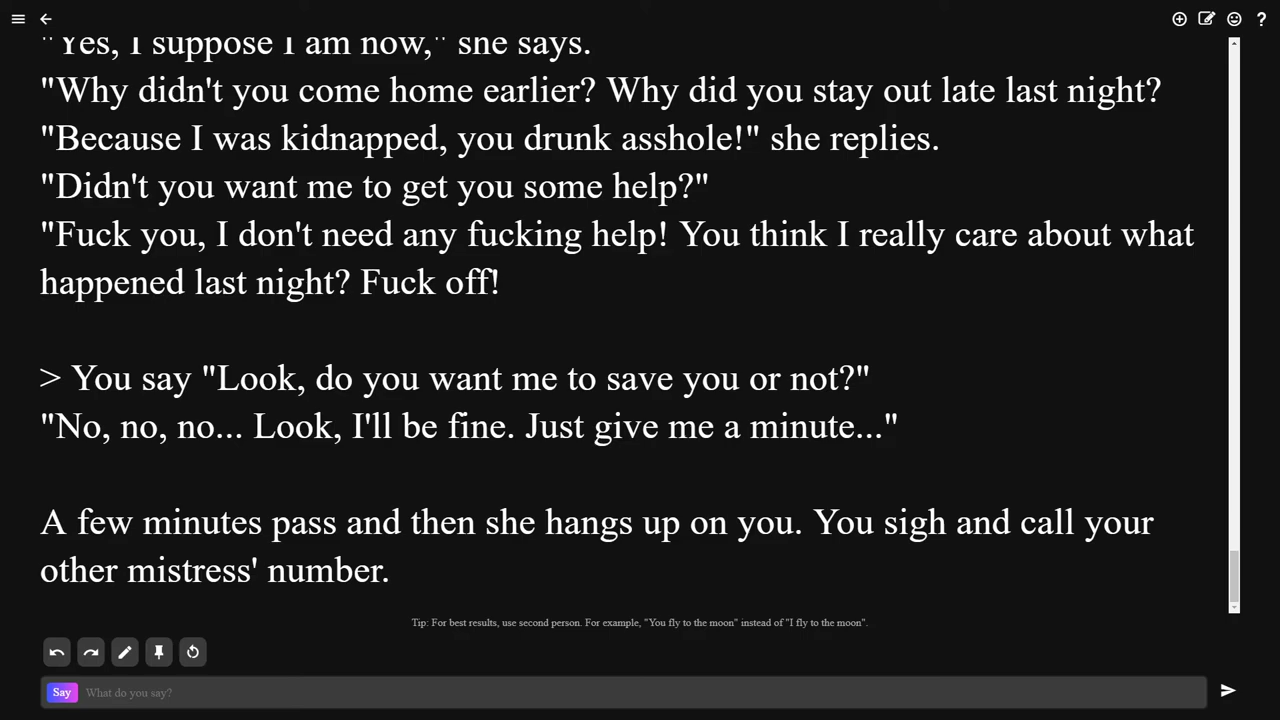 "Yes, I suppose I am now," she says.
"Why didn't you come home earlier? Why did you stay out late last night?
"Because I was kidnapped, you drunk asshole!" she replies.
"Didn't you want me to get you some help?"
"Fuck you, I don't need any fucking help! You think I really care about what
happened last night? Fuck off!
> You say "Look, do you want me to save you or not?"
"No, no, no... Look, I'll be fine. Just give me a minute..."
A few minutes pass and then she hangs up on you. You sigh and call your
other mistress' number.
Tip: For best results, use second person. For example, "You fly to the moon" instead of "I fly to the moon".
Say What do you say?